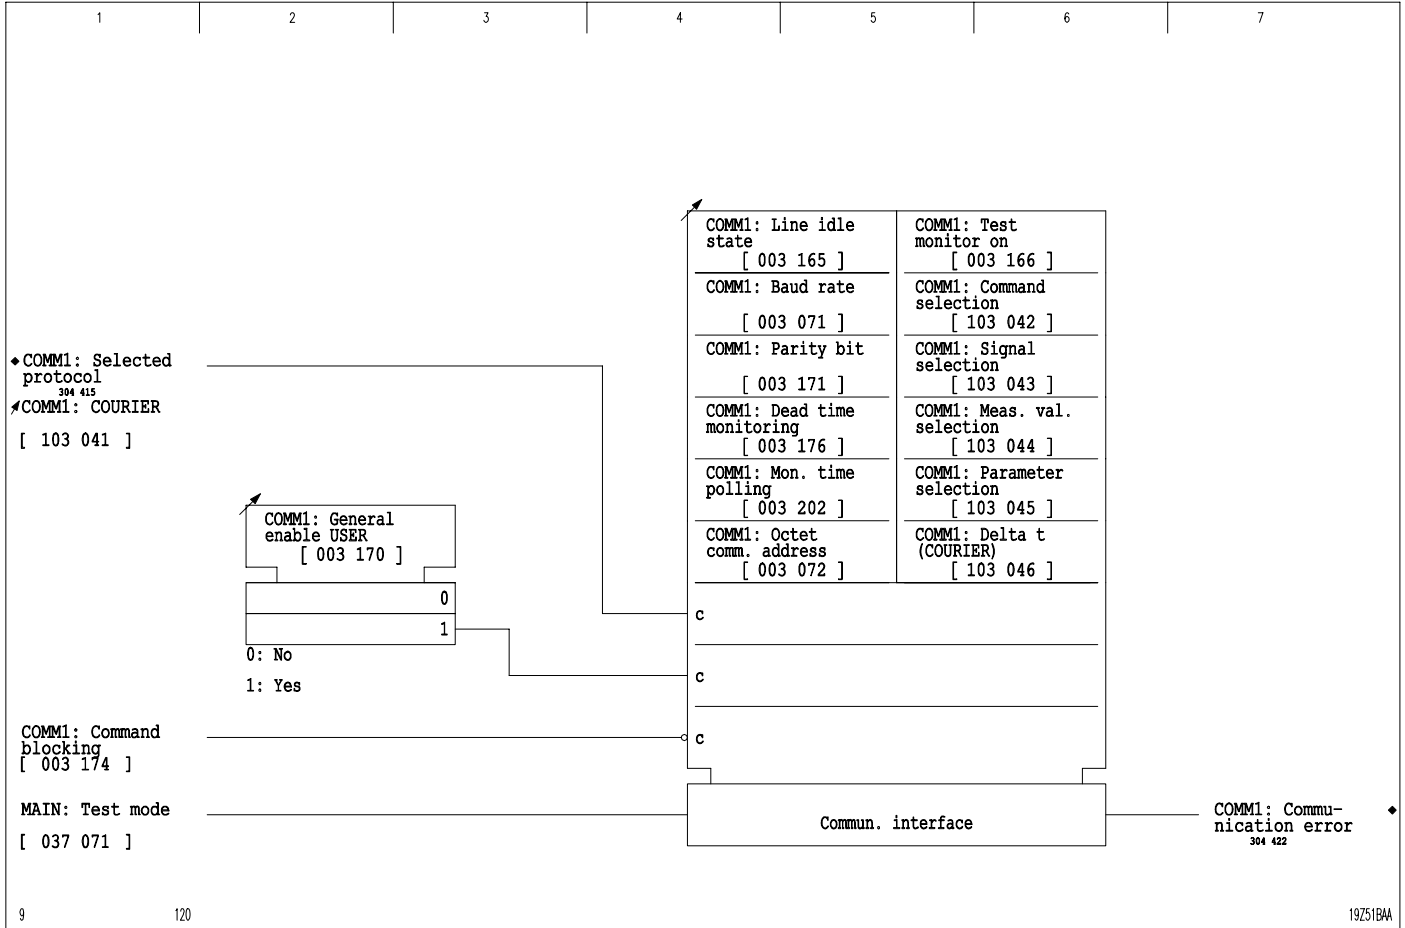 1 2 3 4 5 6 7
COMM1: Line idle
state
[ 003 165 ]
COMM1: Test
monitor on
[ 003 166 ]
COMM1: Baud rate
[ 003 071 ]
COMM1: Command
selection
[ 103 042 ]
COMM1: Parity bit
[ 003 171 ]
COMM1: Signal
selection
[ 103 043 ]
COMM1: Dead time
monitoring
[ 003 176 ]
COMM1: Meas. val.
selection
[ 103 044 ]
COMM1: Mon. time
polling
[ 003 202 ]
COMM1: Parameter
selection
[ 103 045 ]
COMM1: Octet
comm. address
[ 003 072 ]
COMM1: Delta t
(COURIER)
[ 103 046 ]
COMM1: Selected
protocol
304 415
COMM1: COURIER
[ 103 041 ]
COMM1: General
enable USER
[ 003 170 ]
0
1
0: No
1: Yes
C
C
C
COMM1: Command
blocking
[ 003 174 ]
MAIN: Test mode
[ 037 071 ]
Commun. interface
COMM1: Commu-
nication error
304 422
9 120 19Z51BAA